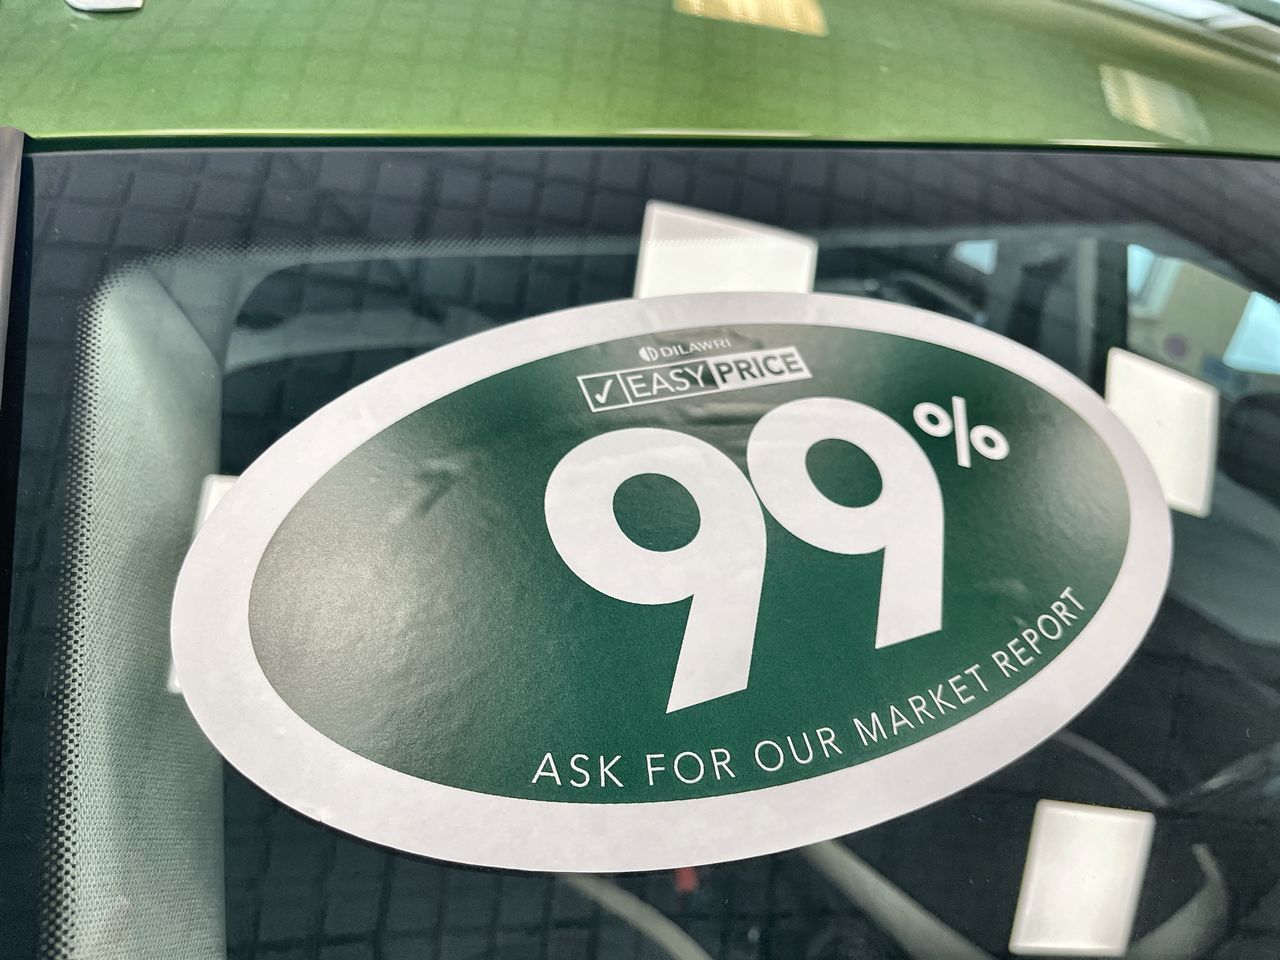 DILAWRI
✓ EASY PRICE
99%
ASK FOR OUR MARKET REPORT